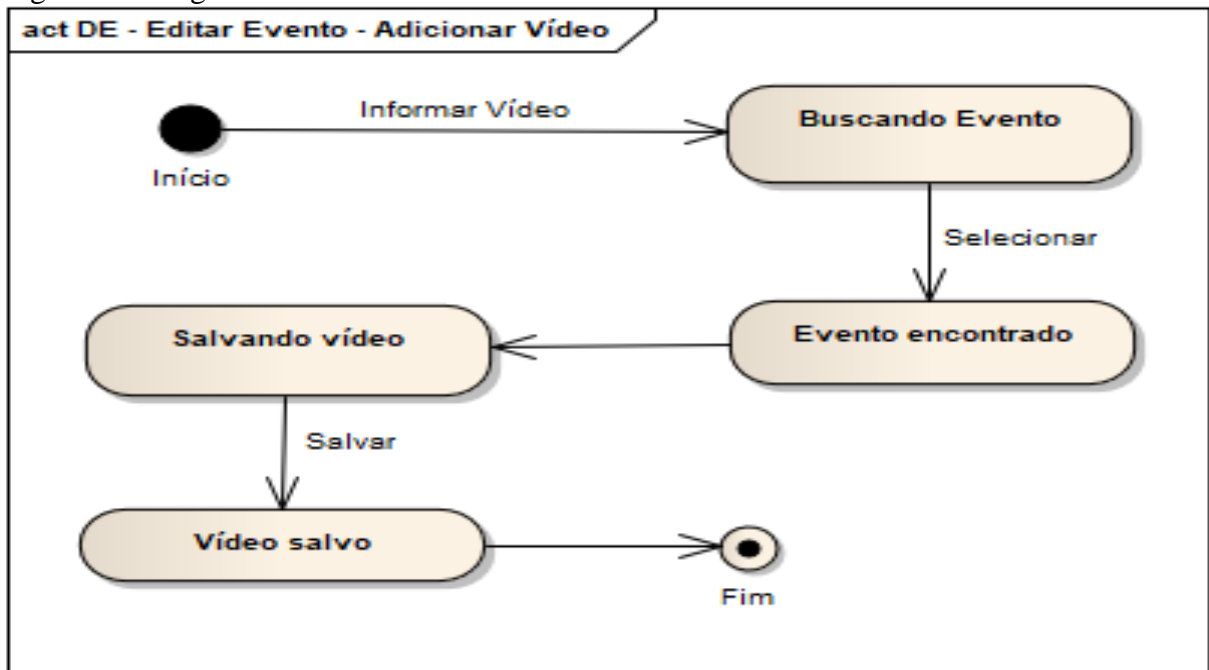 act DE - Editar Evento - Adicionar Vídeo
Informar Vídeo
Buscando Evento
Início
Selecionar
Evento encontrado
Salvando vídeo
Salvar
Vídeo salvo
Fim